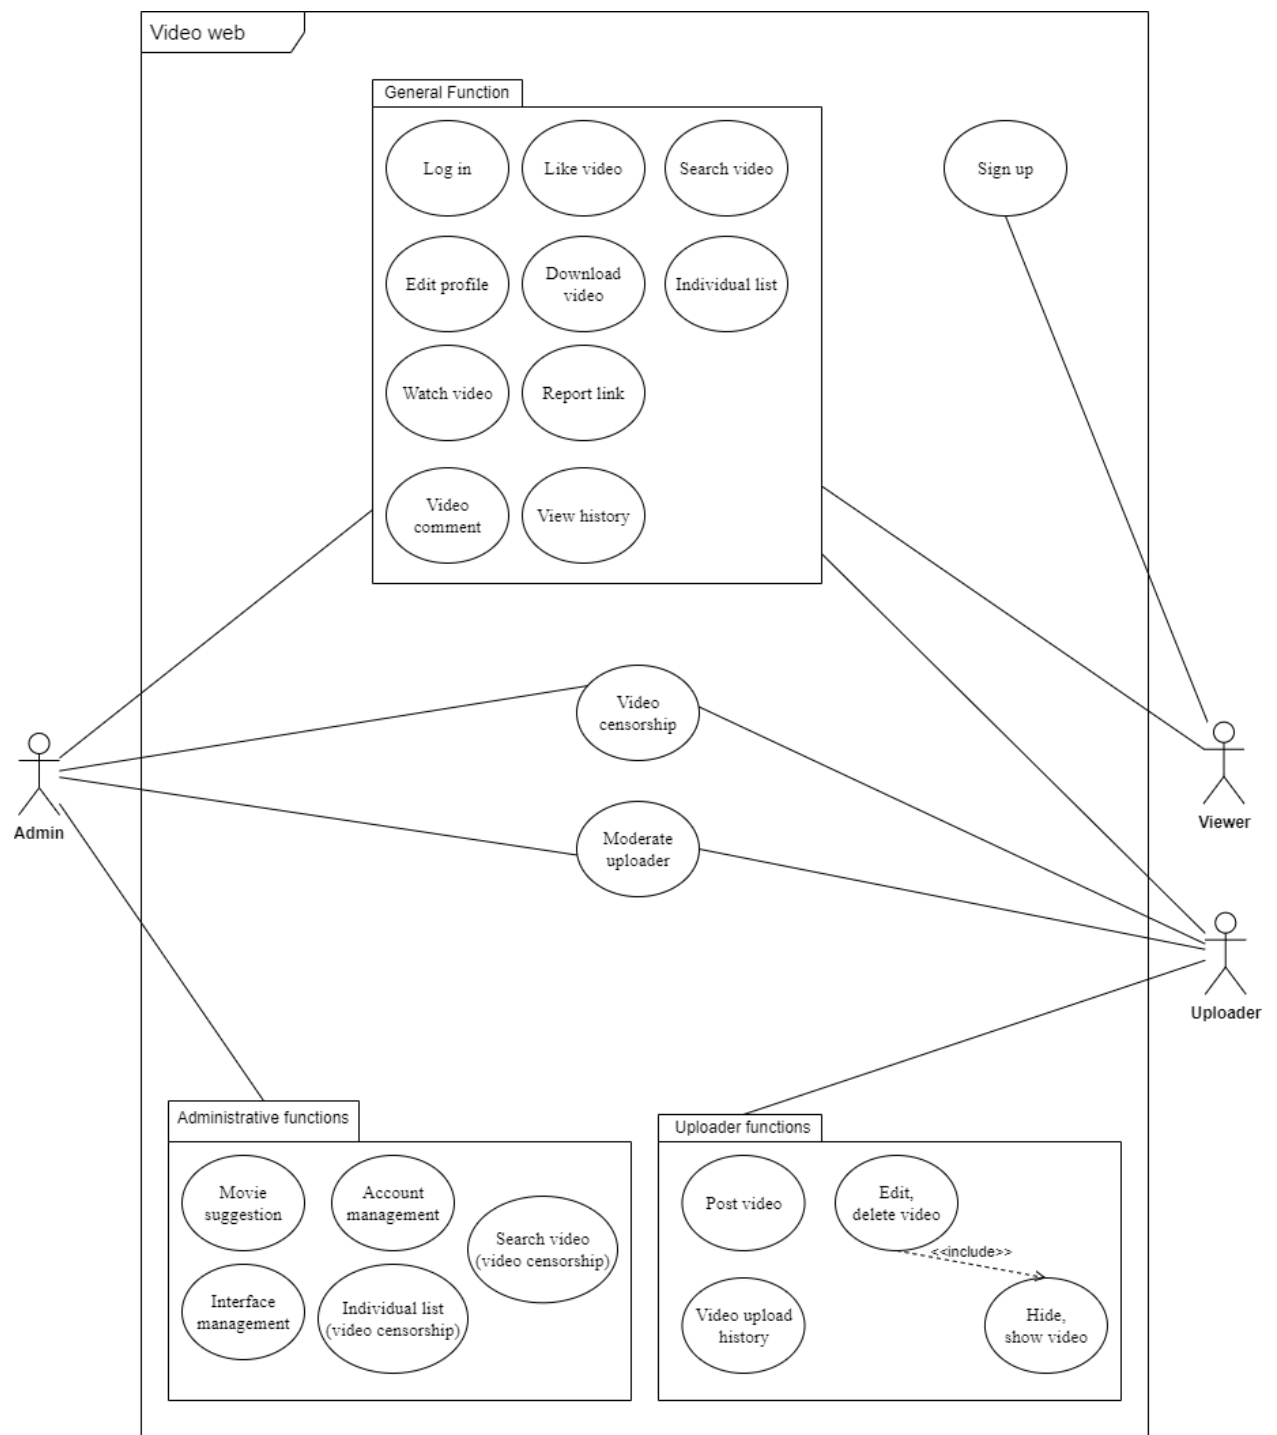 Video web
General Function
Log in
Like video
Search video
Sign up
Edit profile
Download
video
Individual list
Watch video
Report link
Video
comment
View history
Video
censorship
Admin
Moderate
uploader
Viewer
Uploader
Administrative functions
Movie
suggestion
Account
management
Search video
(video censorship)
Interface
management
Individual list
(video censorship)
Uploader functions
Post video
Edit,
delete video
<<include>>
Video upload
history
Hide,
show video